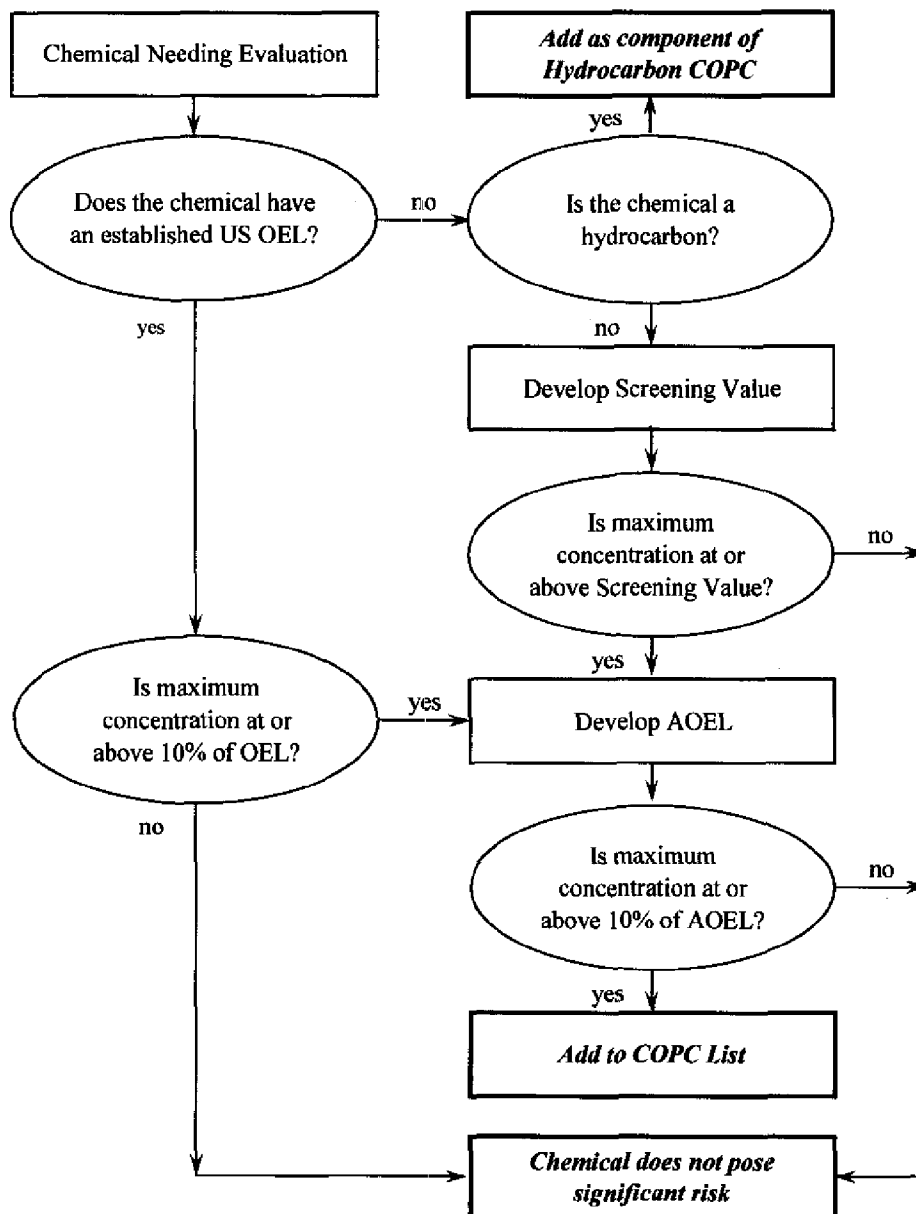 Chemical Needing Evaluation
Add as component of
Hydrocarbon COPC
yes
Does the chemical have
an established US OEL?
no
Is the chemical a
hydrocarbon?
yes
no
Develop Screening Value
Is maximum
concentration at or
above Screening Value?
no
yes
Is maximum
concentration at or
above 10% of OEL?
yes
Develop AOEL
no
Is maximum
concentration at or
above 10% of AOEL?
no
yes
Add to COPC List
Chemical does not pose
significant risk